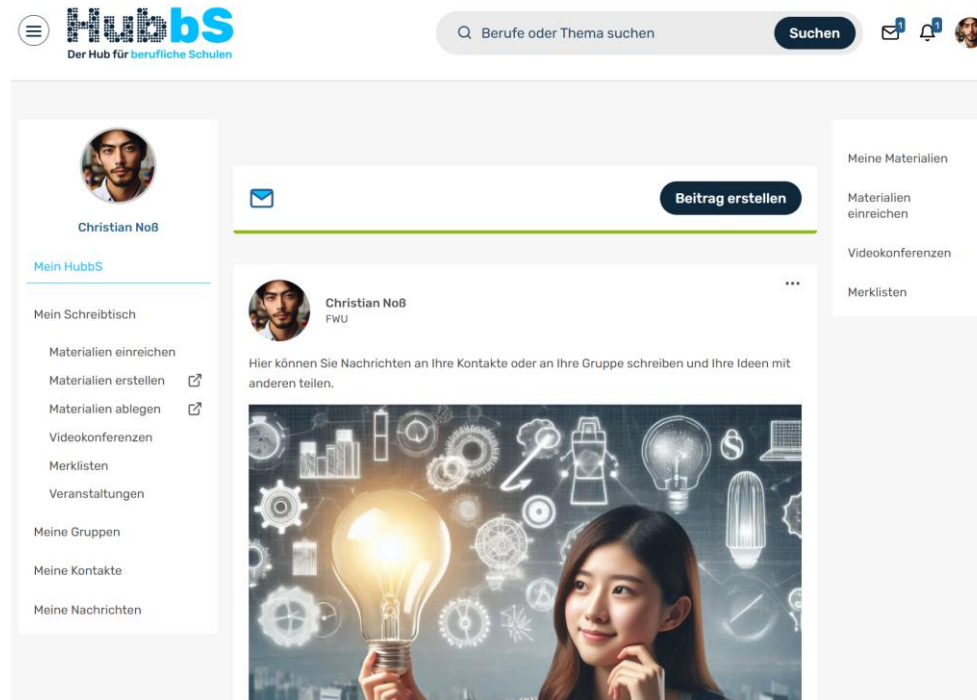 HubbS
Der Hub für berufliche Schulen
Berufe oder Thema suchen
Suchen
1
1
Christian Noß
Mein HubbS
Mein Schreibtisch
Materialien einreichen
Materialien erstellen
Materialien ablegen
Videokonferenzen
Merklisten
Veranstaltungen
Meine Gruppen
Meine Kontakte
Meine Nachrichten
Beitrag erstellen
Christian Noß
FWU
Hier können Sie Nachrichten an Ihre Kontakte oder an Ihre Gruppe schreiben und Ihre Ideen mit
anderen teilen.
Meine Materialien
Materialien
einreichen
Videokonferenzen
Merklisten